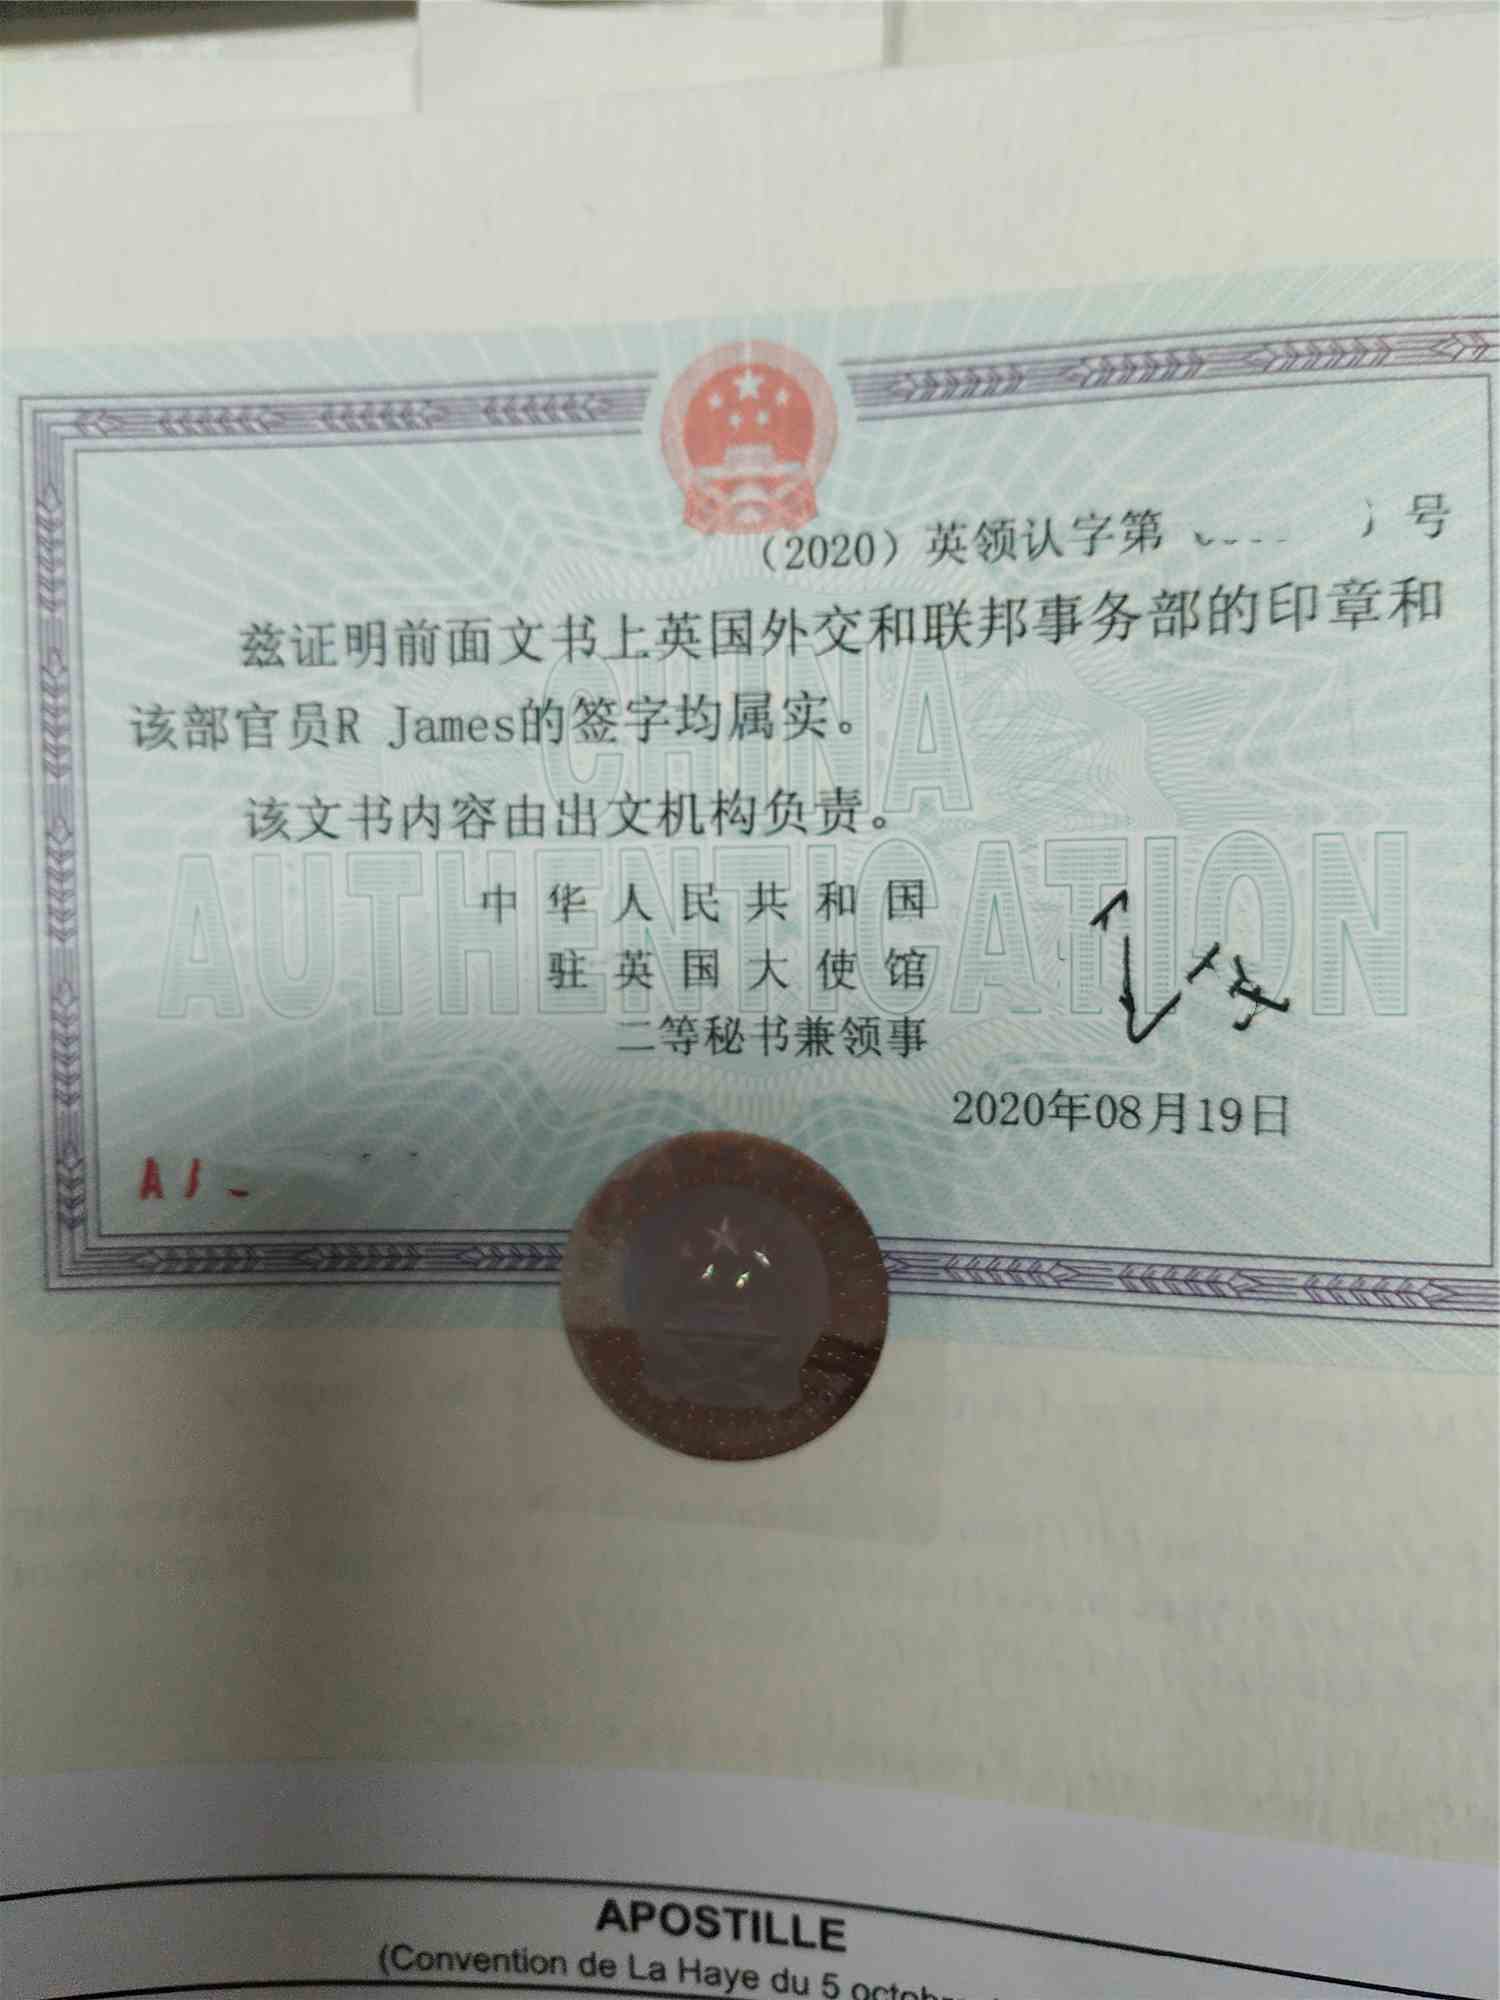 （2020）英领认字第 号
兹证明前面文书上英国外交和联邦事务部的印章和
该部官员R James的签字均属实。
该文书内容由出文机构负责。
CHINA
AUTHENTICATION
中华人民共和国
驻英国大使馆
二等秘书兼领事
2020年08月19日
APOSTILLE
(Convention de La Haye du 5